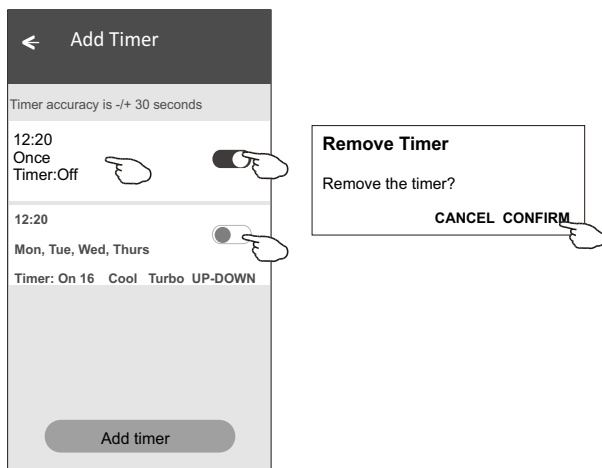 Add Timer
Timer accuracy is -/+ 30 seconds
12:20
Once
Timer:Off
12:20
Mon, Tue, Wed, Thurs
Timer: On 16 Cool Turbo UP-DOWN
Add timer
Remove Timer
Remove the timer?
CANCEL CONFIRM